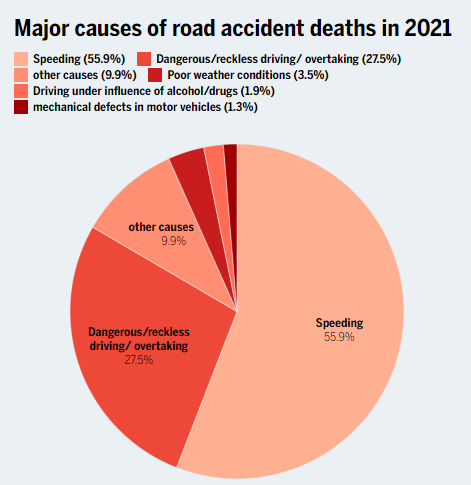 Major causes of road accident deaths in 2021
Speeding (55.9%) Dangerous/reckless driving/ overtaking (27.5%)
other causes (9.9%) Poor weather conditions (3.5%)
Driving under influence of alcohol/drugs (1.9%)
mechanical defects in motor vehicles (1.3%)
other causes
9.9%
Speeding
55.9%
Dangerous/reckless
driving/ overtaking
27.5%